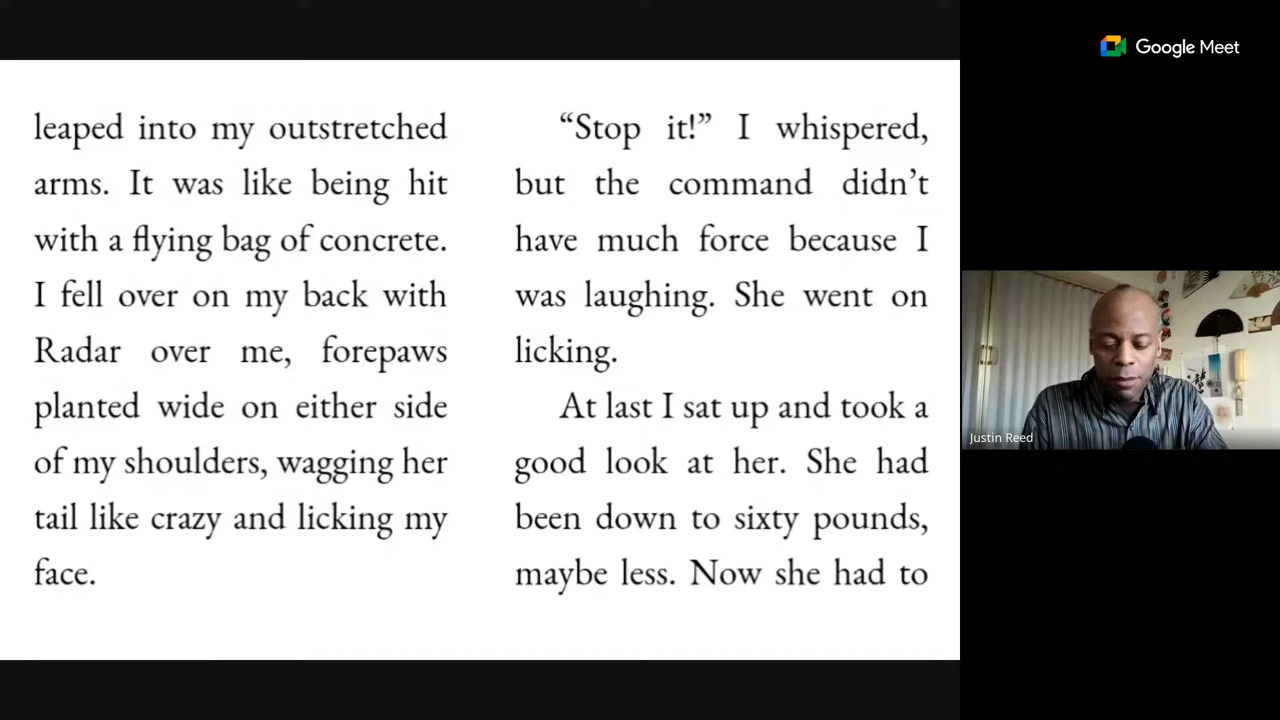 leaped into my outstretched
arms. It was like being hit
with a flying bag of concrete.
I fell over on my back with
Radar over me, forepaws
planted wide on either side
of my shoulders, wagging her
tail like crazy and licking my
face.
“Stop it!” I whispered,
but the command didn’t
have much force because I
was laughing. She went on
licking.
At last I sat up and took a
good look at her. She had
been down to sixty pounds,
maybe less. Now she had to
Google Meet
Justin Reed